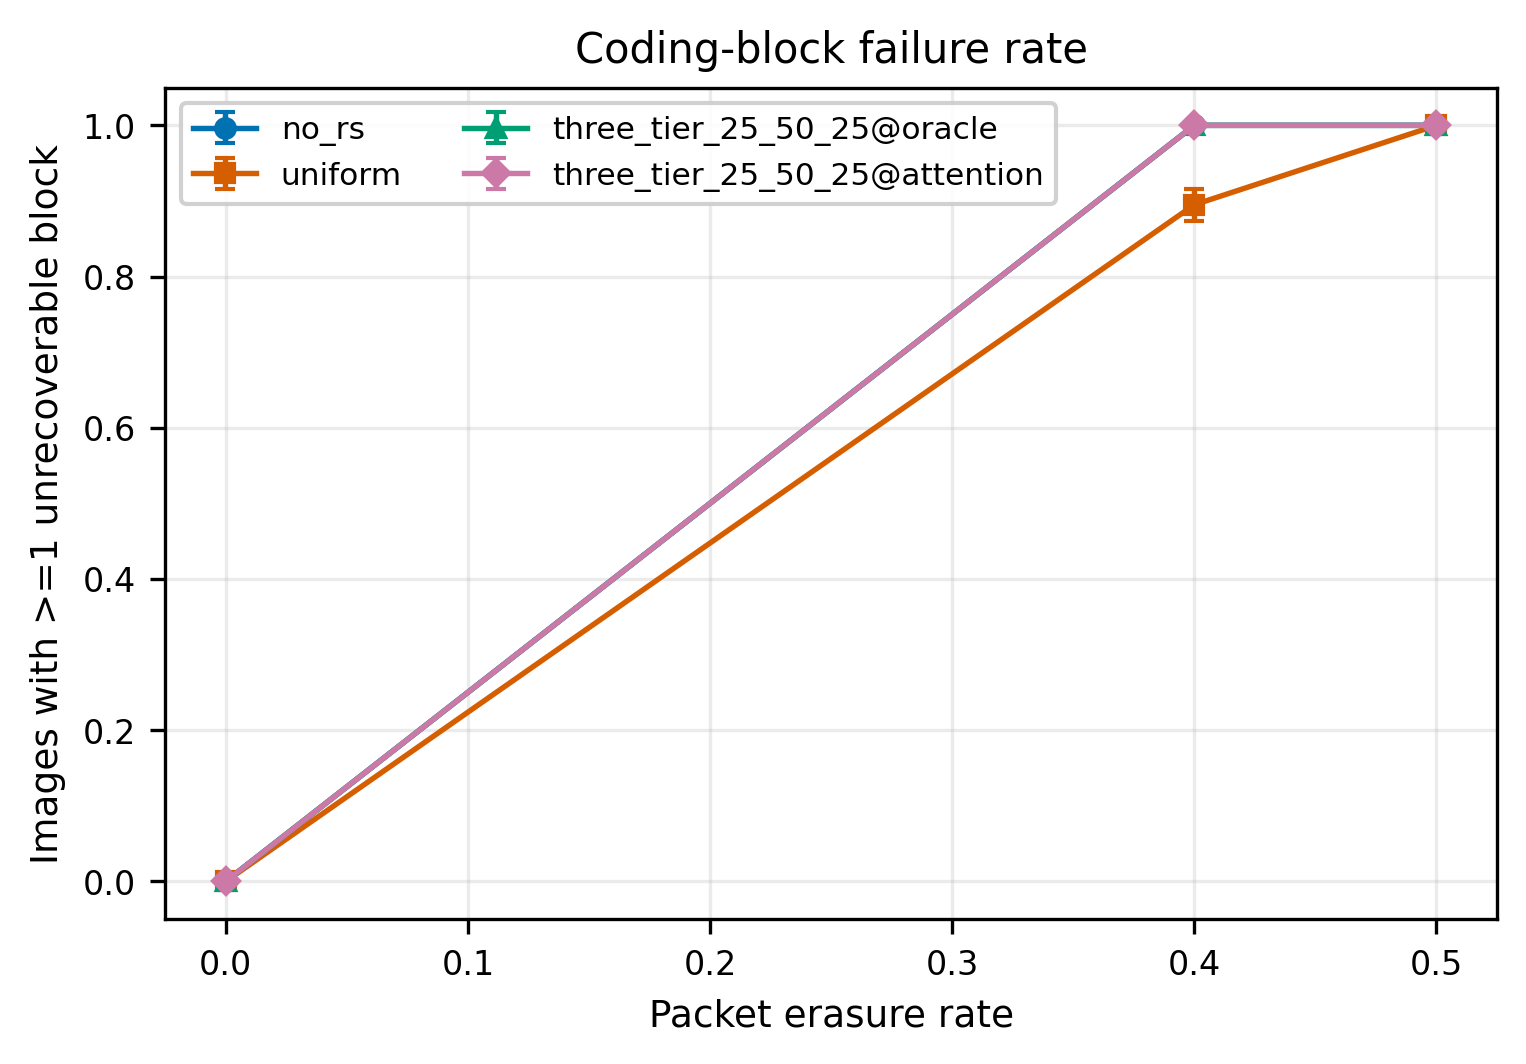 Coding-block failure rate
no_rs
uniform
three_tier_25_50_25@oracle
three_tier_25_50_25@attention
Images with >=1 unrecoverable block
1.0
0.8
0.6
0.4
0.2
0.0
0.0 0.1 0.2 0.3 0.4 0.5
Packet erasure rate